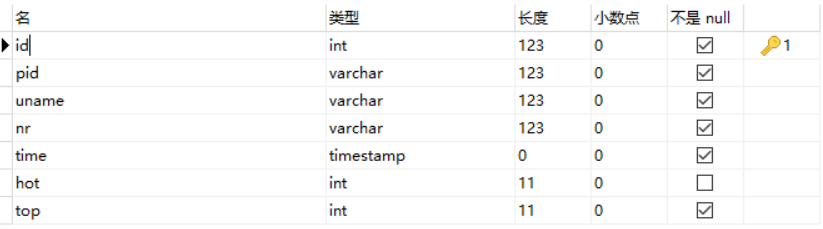 名 类型 长度 小数点 不是 null
id int 123 0 1
pid varchar 123 0
uname varchar 123 0
nr varchar 123 0
time timestamp 0 0
hot int 11 0
top int 11 0